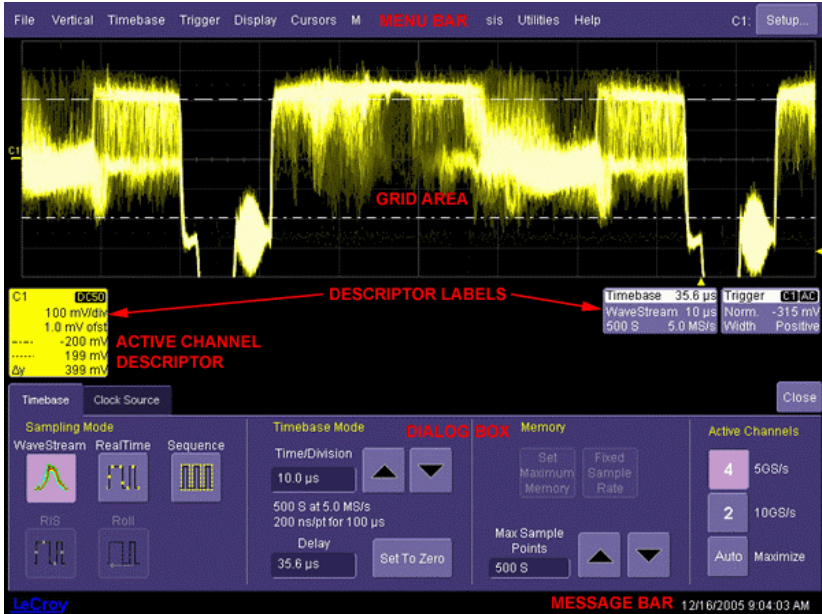 File Vertical Timebase Trigger Display Cursors M MENU BAR sis Utilities Help C1: Setup...
C1
GRID AREA
DESCRIPTOR LABELS
C1 DC50
100 mV/div
1.0 mV ofst
-200 mV
199 mV
Δy 399 mV
ACTIVE CHANNEL
DESCRIPTOR
Timebase 35.6 µs
WaveStream 10 µs
500 S 5.0 MS/s
Trigger C1 AC
Norm. -315 mV
Width Positive
Timebase Clock Source Close
DIALOG BOX
Sampling Mode
WaveStream RealTime Sequence
RIS Roll
Timebase Mode
Time/Division
10.0 µs
500 S at 5.0 MS/s
200 ns/pt for 100 µs
Delay
35.6 µs Set To Zero
Memory
Set
Maximum
Memory
Fixed
Sample
Rate
Max Sample
Points
500 S
Active Channels
4 5GS/s
2 10GS/s
Auto Maximize
LeCroy MESSAGE BAR 12/16/2005 9:04:03 AM